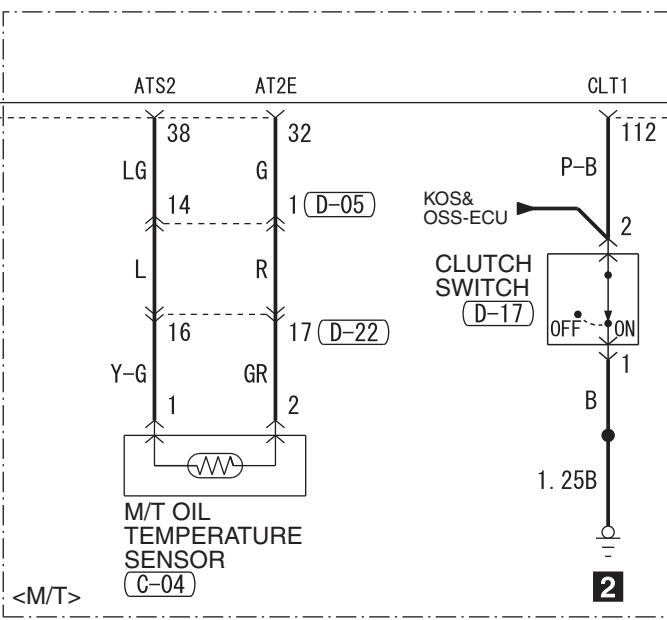 ATS2 AT2E CLT1
38 32 112
LG G P-B
14 1 D-05 KOS&
OSS-ECU 2
L R CLUTCH
SWITCH
D-17
OFF ON
16 17 D-22 1
Y-G GR B
1 2
1.25B
M/T OIL
TEMPERATURE
SENSOR
C-04
<M/T> 2